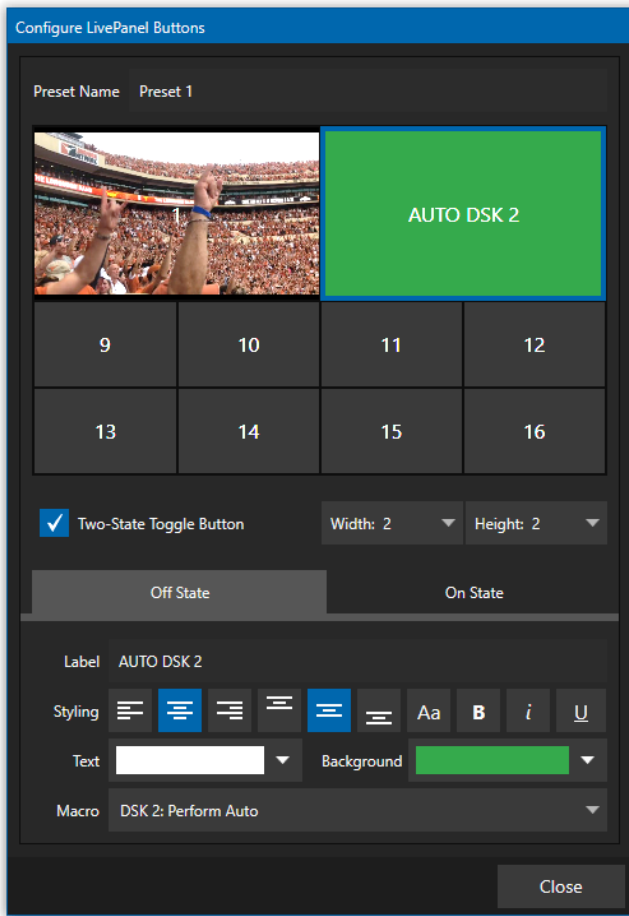 Configure LivePanel Buttons
Preset Name Preset 1
1
AUTO DSK 2
9 10 11 12
13 14 15 16
Two-State Toggle Button Width: 2 Height: 2
Off State On State
Label AUTO DSK 2
Styling Aa B i U
Text Background
Macro DSK 2: Perform Auto
Close